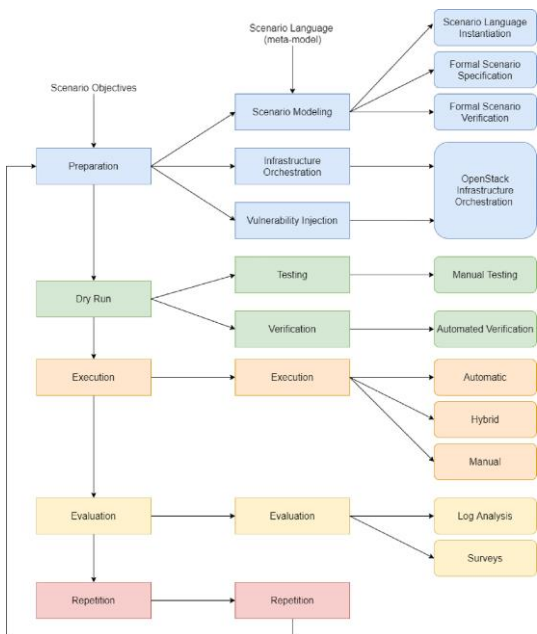 Scenario Language
(meta-model)
Scenario Language
Instantiation
Formal Scenario
Specification
Formal Scenario
Verification
Scenario Objectives
Scenario Modeling
Preparation
Infrastructure
Orchestration
OpenStack
Infrastructure
Orchestration
Vulnerability Injection
Dry Run
Testing
Manual Testing
Verification
Automated Verification
Execution
Execution
Automatic
Hybrid
Manual
Evaluation
Evaluation
Log Analysis
Surveys
Repetition
Repetition